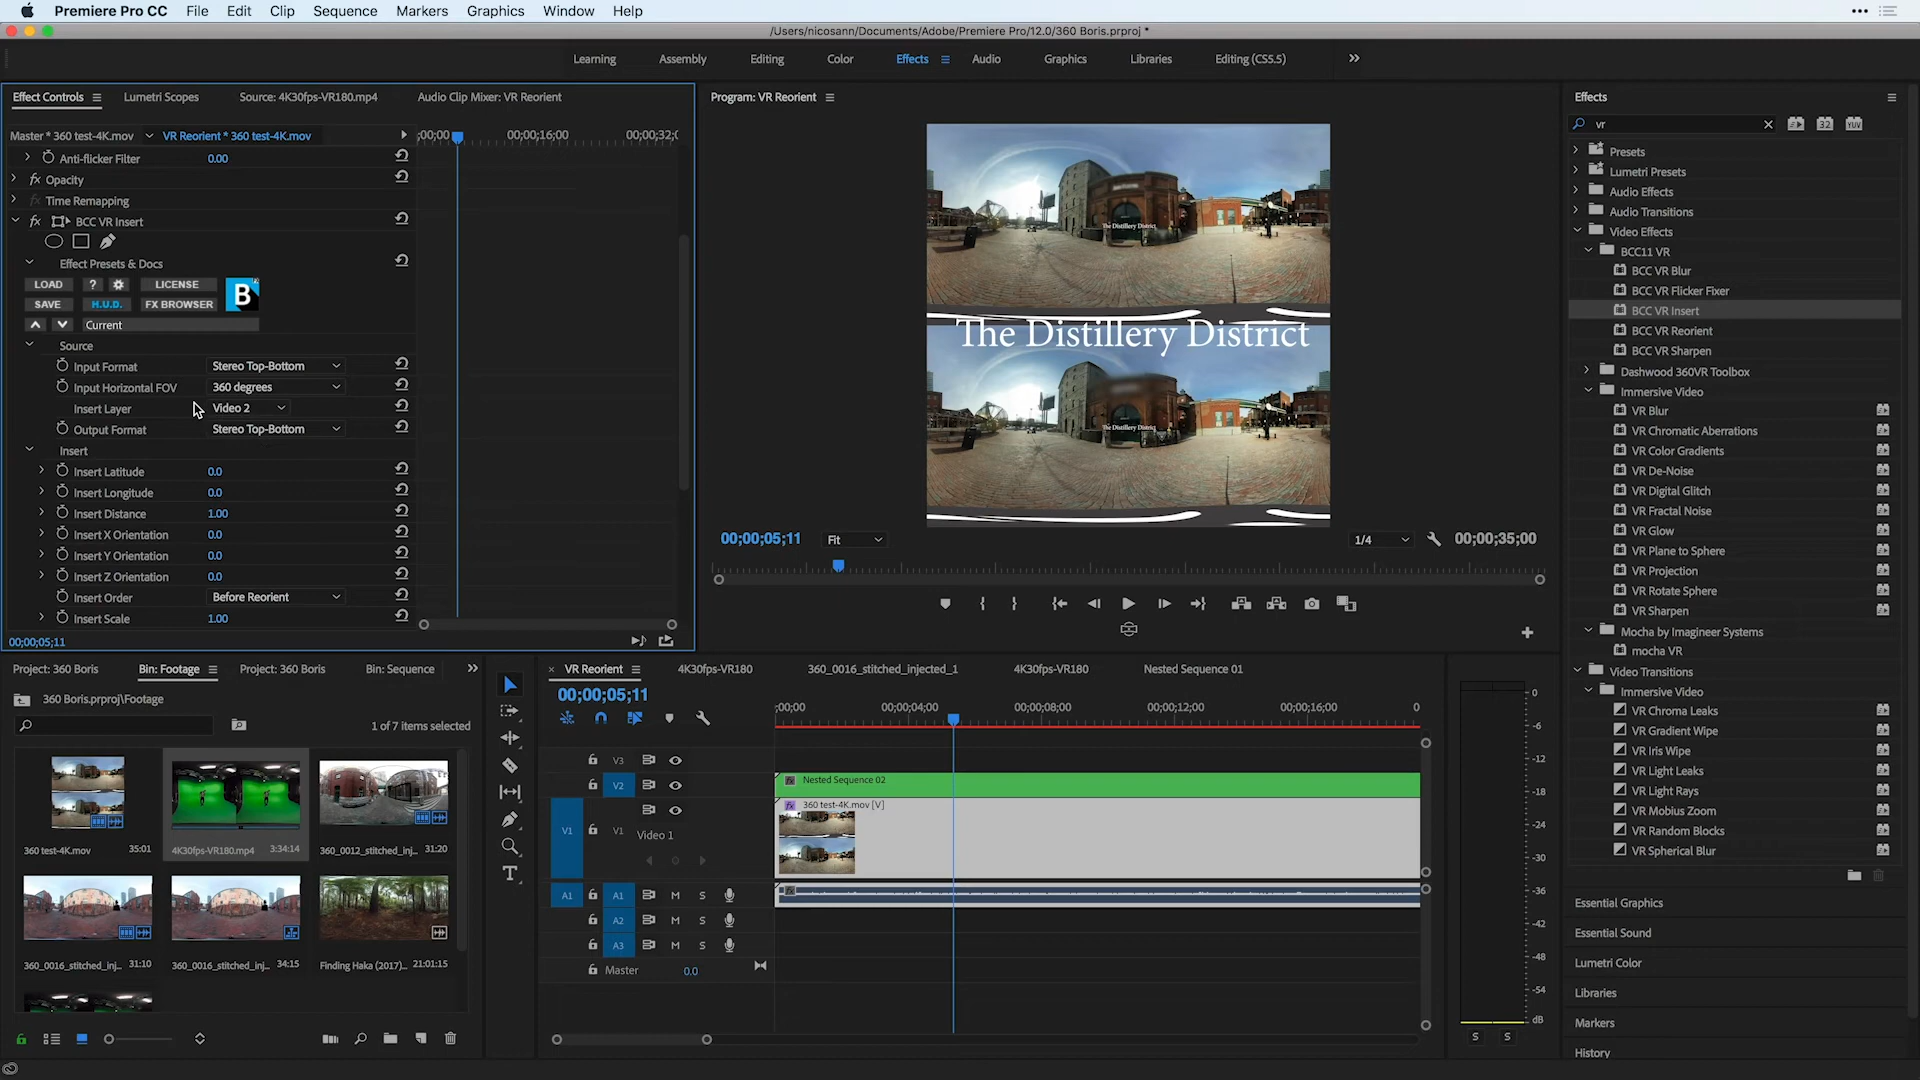 Premiere Pro CC File Edit Clip Sequence Markers Graphics Window Help
/Users/nicosann/Documents/Adobe/Premiere Pro/12.0/360 Boris.prproj *
Learning Assembly Editing Color Effects Audio Graphics Libraries Editing (CS5.5)
Effect Controls Lumetri Scopes Source: 4K30fps-VR180.mp4 Audio Clip Mixer: VR Reorient
Master * 360 test-4K.mov VR Reorient * 360 test-4K.mov
;00;00 00;00;16;00 00;00;32;0
Anti-flicker Filter 0.00
fx Opacity
fx Time Remapping
fx BCC VR Insert
Effect Presets & Docs
LOAD ? LICENSE
SAVE H.U.D. FX BROWSER
B
Current
Source
Input Format Stereo Top-Bottom
Input Horizontal FOV 360 degrees
Insert Layer Video 2
Output Format Stereo Top-Bottom
Insert
Insert Latitude 0.0
Insert Longitude 0.0
Insert Distance 1.00
Insert X Orientation 0.0
Insert Y Orientation 0.0
Insert Z Orientation 0.0
Insert Order Before Reorient
Insert Scale 1.00
00;00;05;11
Program: VR Reorient
The Distillery District
The Distillery District
The Distillery District
00;00;05;11 Fit 1/4 00;00;35;00
Effects
vr
32 YUV
Presets
Lumetri Presets
Audio Effects
Audio Transitions
Video Effects
BCC11 VR
BCC VR Blur
BCC VR Flicker Fixer
BCC VR Insert
BCC VR Reorient
BCC VR Sharpen
Dashwood 360VR Toolbox
Immersive Video
VR Blur
VR Chromatic Aberrations
VR Color Gradients
VR De-Noise
VR Digital Glitch
VR Fractal Noise
VR Glow
VR Plane to Sphere
VR Projection
VR Rotate Sphere
VR Sharpen
Mocha by Imagineer Systems
mocha VR
Video Transitions
Immersive Video
VR Chroma Leaks
VR Gradient Wipe
VR Iris Wipe
VR Light Leaks
VR Light Rays
VR Mobius Zoom
VR Random Blocks
VR Spherical Blur
Essential Graphics
Essential Sound
Lumetri Color
Libraries
Markers
History
Project: 360 Boris Bin: Footage Project: 360 Boris Bin: Sequence
360 Boris.prproj\Footage
1 of 7 items selected
360 test-4K.mov 35:01
4K30fps-VR180.mp4 3:34:14
360_0012_stitched_inj... 31:20
360_0016_stitched_inj... 31:10
360_0016_stitched_inj... 34:15
Finding Haka (2017)... 21:01:15
T
× VR Reorient 4K30fps-VR180 360_0016_stitched_injected_1 4K30fps-VR180 Nested Sequence 01
00;00;05;11
;00;00 00;00;04;00 00;00;08;00 00;00;12;00 00;00;16;00 0
V3
V2 fx Nested Sequence 02
V1 V1 Video 1 fx 360 test-4K.mov [V]
A1 A1 M S fx
A2 M S
A3 M S
Master 0.0
0
-6
-12
-18
-24
-30
-36
-42
-48
-54
dB
S S